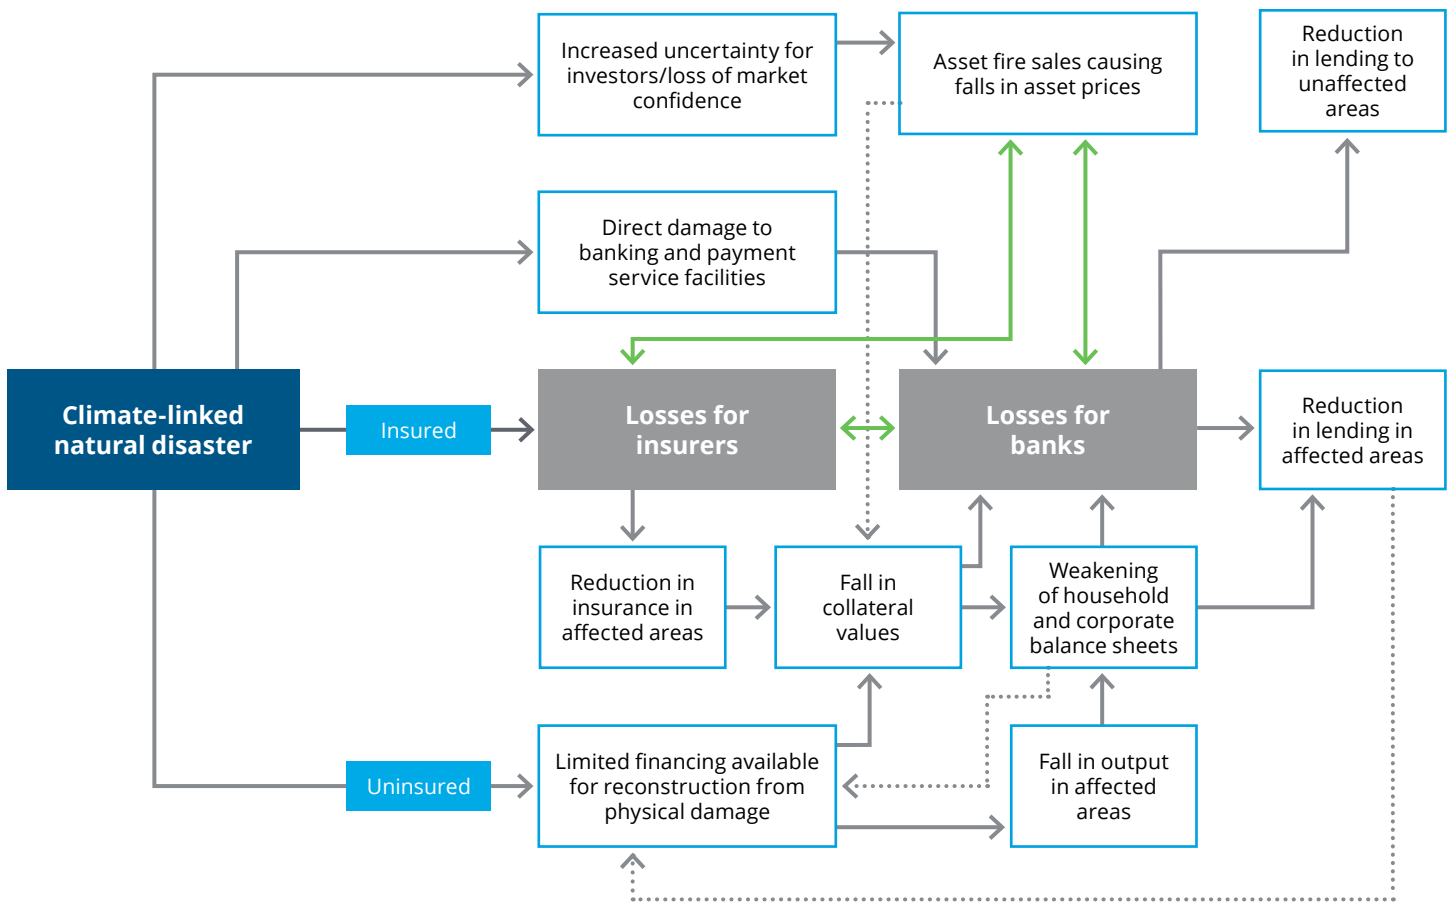 Increased uncertainty for
investors/loss of market
confidence
Asset fire sales causing
falls in asset prices
Reduction
in lending to
unaffected
areas
Direct damage to
banking and payment
service facilities
Climate-linked
natural disaster
Insured
Losses for
insurers
Losses for
banks
Reduction
in lending in
affected areas
Reduction in
insurance in
affected areas
Fall in
collateral
values
Weakening
of household
and corporate
balance sheets
Uninsured
Limited financing available
for reconstruction from
physical damage
Fall in output
in affected
areas